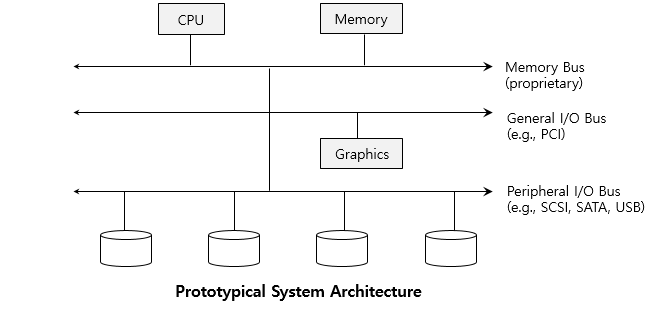 CPU
Memory
Memory Bus
(proprietary)
General I/O Bus
(e.g., PCI)
Graphics
Peripheral I/O Bus
(e.g., SCSI, SATA, USB)
Prototypical System Architecture